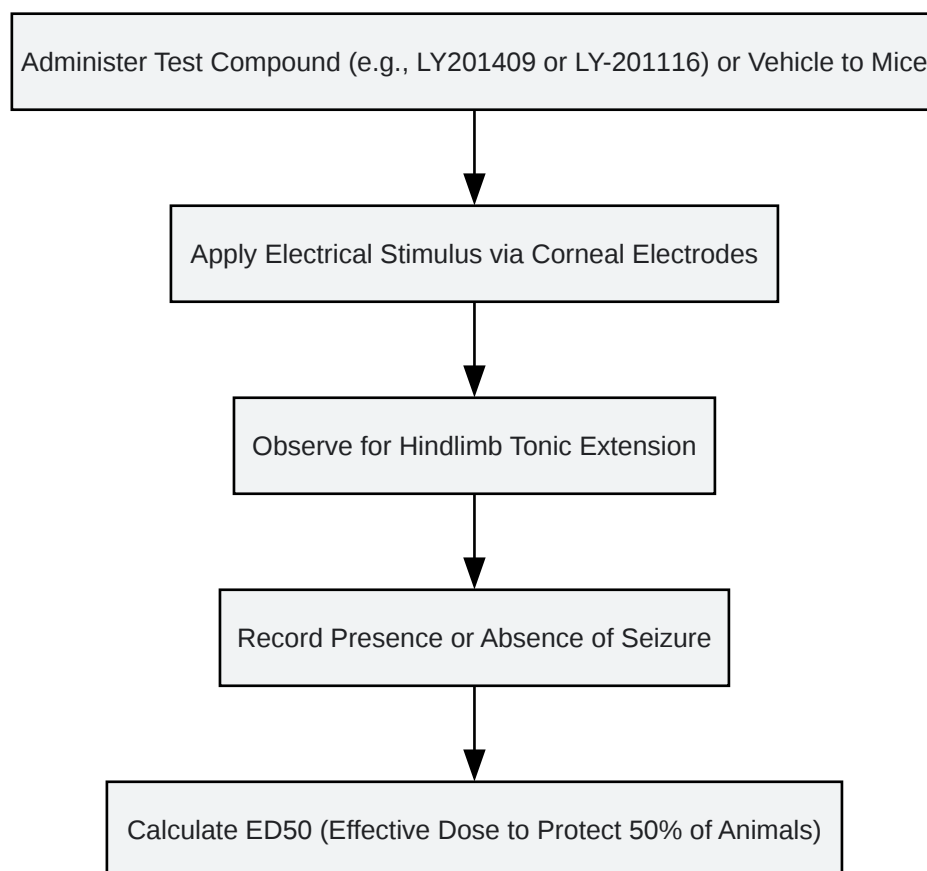 Administer Test Compound (e.g., LY201409 or LY-201116) or Vehicle to Mice
Apply Electrical Stimulus via Corneal Electrodes
Observe for Hindlimb Tonic Extension
Record Presence or Absence of Seizure
Calculate ED50 (Effective Dose to Protect 50% of Animals)